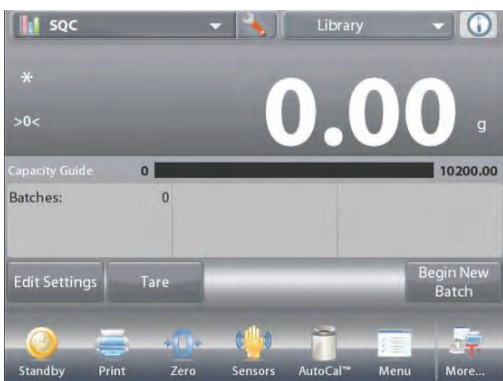 SQC
Library
*
>0<
0.00 g
Capacity Guide 0 10200.00
Batches: 0
Edit Settings
Tare
Begin New
Batch
Standby
Print
Zero
Sensors
AutoCal™
Menu
More...